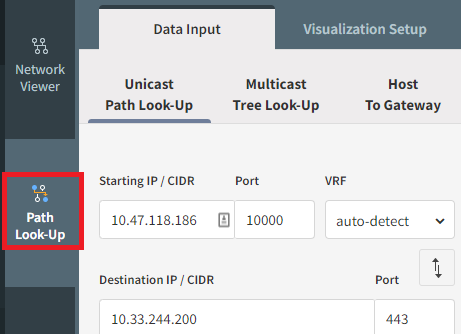 Data Input
Visualization Setup
Network
Viewer
Unicast
Path Look-Up
Multicast
Tree Look-Up
Host
To Gateway
Path
Look-Up
Starting IP / CIDR
Port
VRF
10.47.118.186
10000
auto-detect
Destination IP / CIDR
Port
10.33.244.200
443